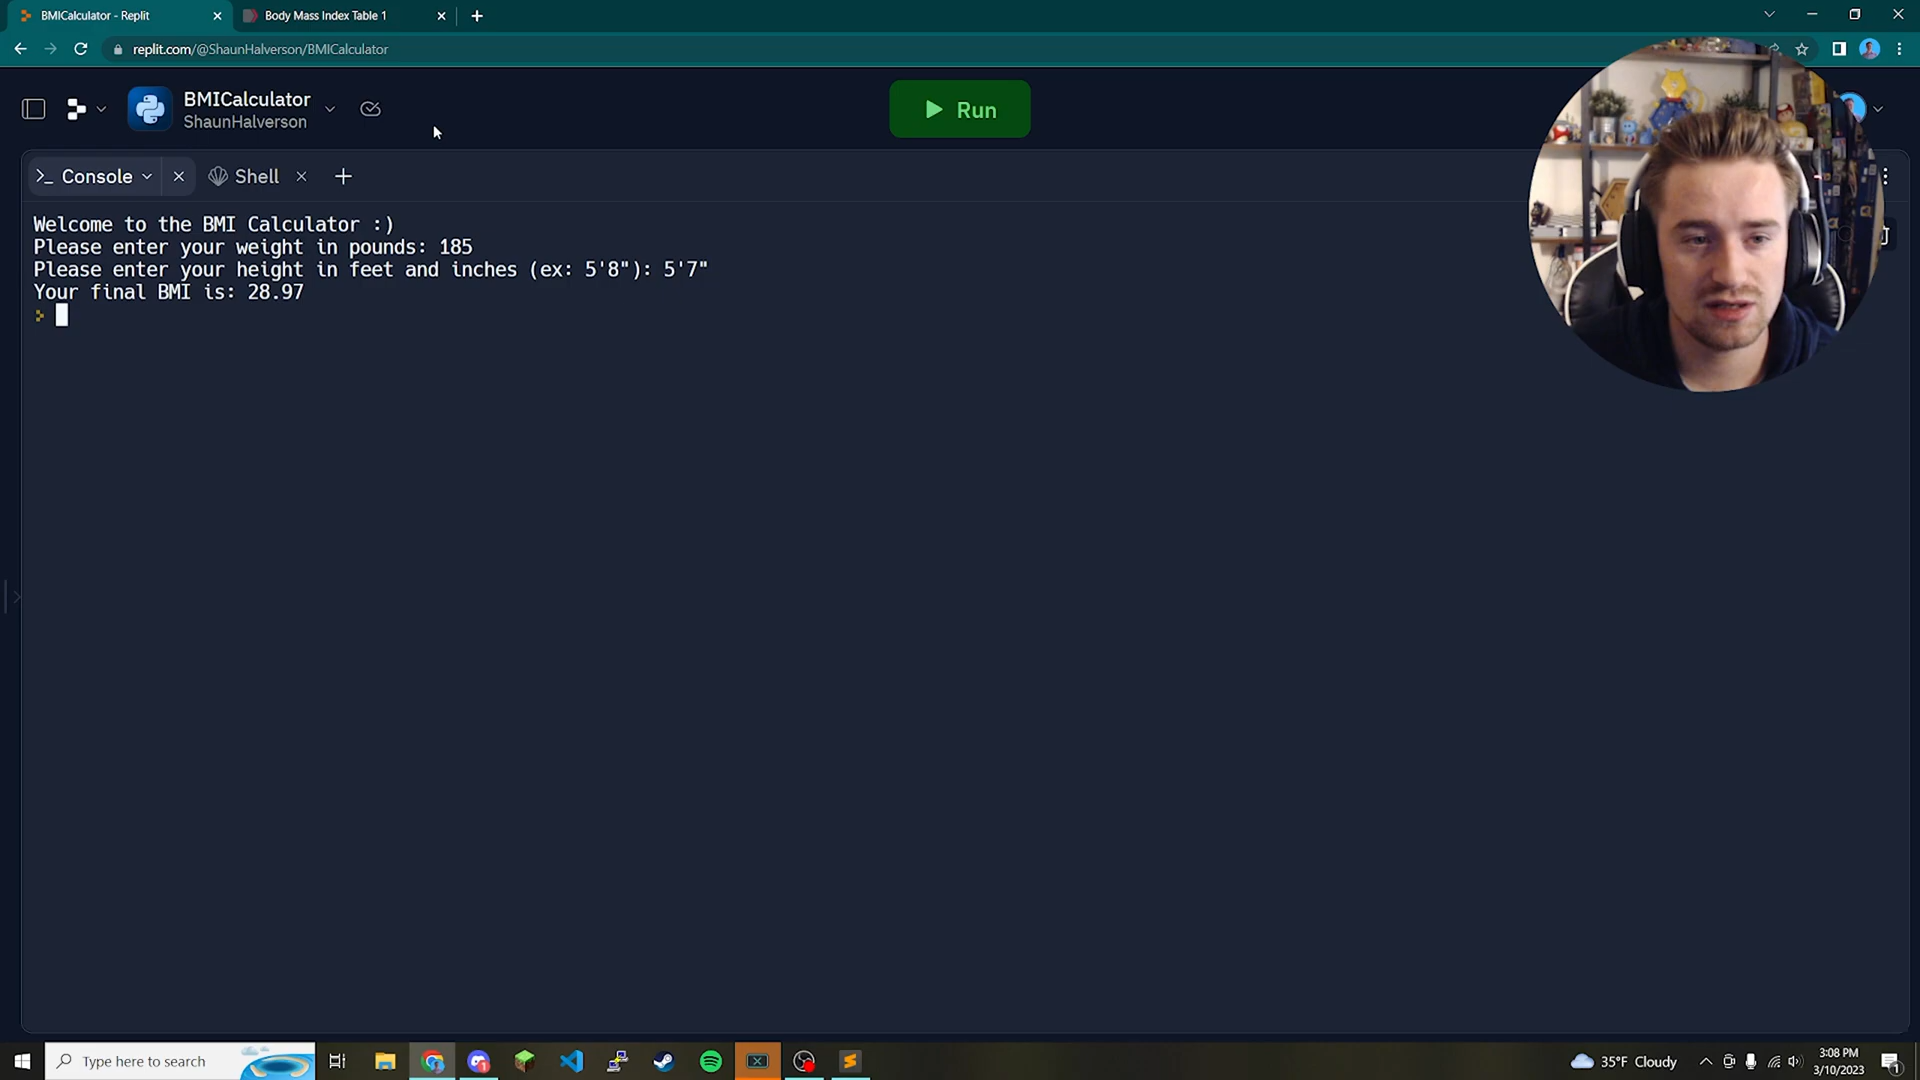 BMICalculator - Replit
Body Mass Index Table 1
replit.com/@ShaunHalverson/BMICalculator
BMICalculator
ShaunHalverson
Run
Console
Shell
Welcome to the BMI Calculator :)
Please enter your weight in pounds: 185
Please enter your height in feet and inches (ex: 5'8"): 5'7"
Your final BMI is: 28.97
Type here to search
35°F Cloudy
3:08 PM
3/10/2023
1